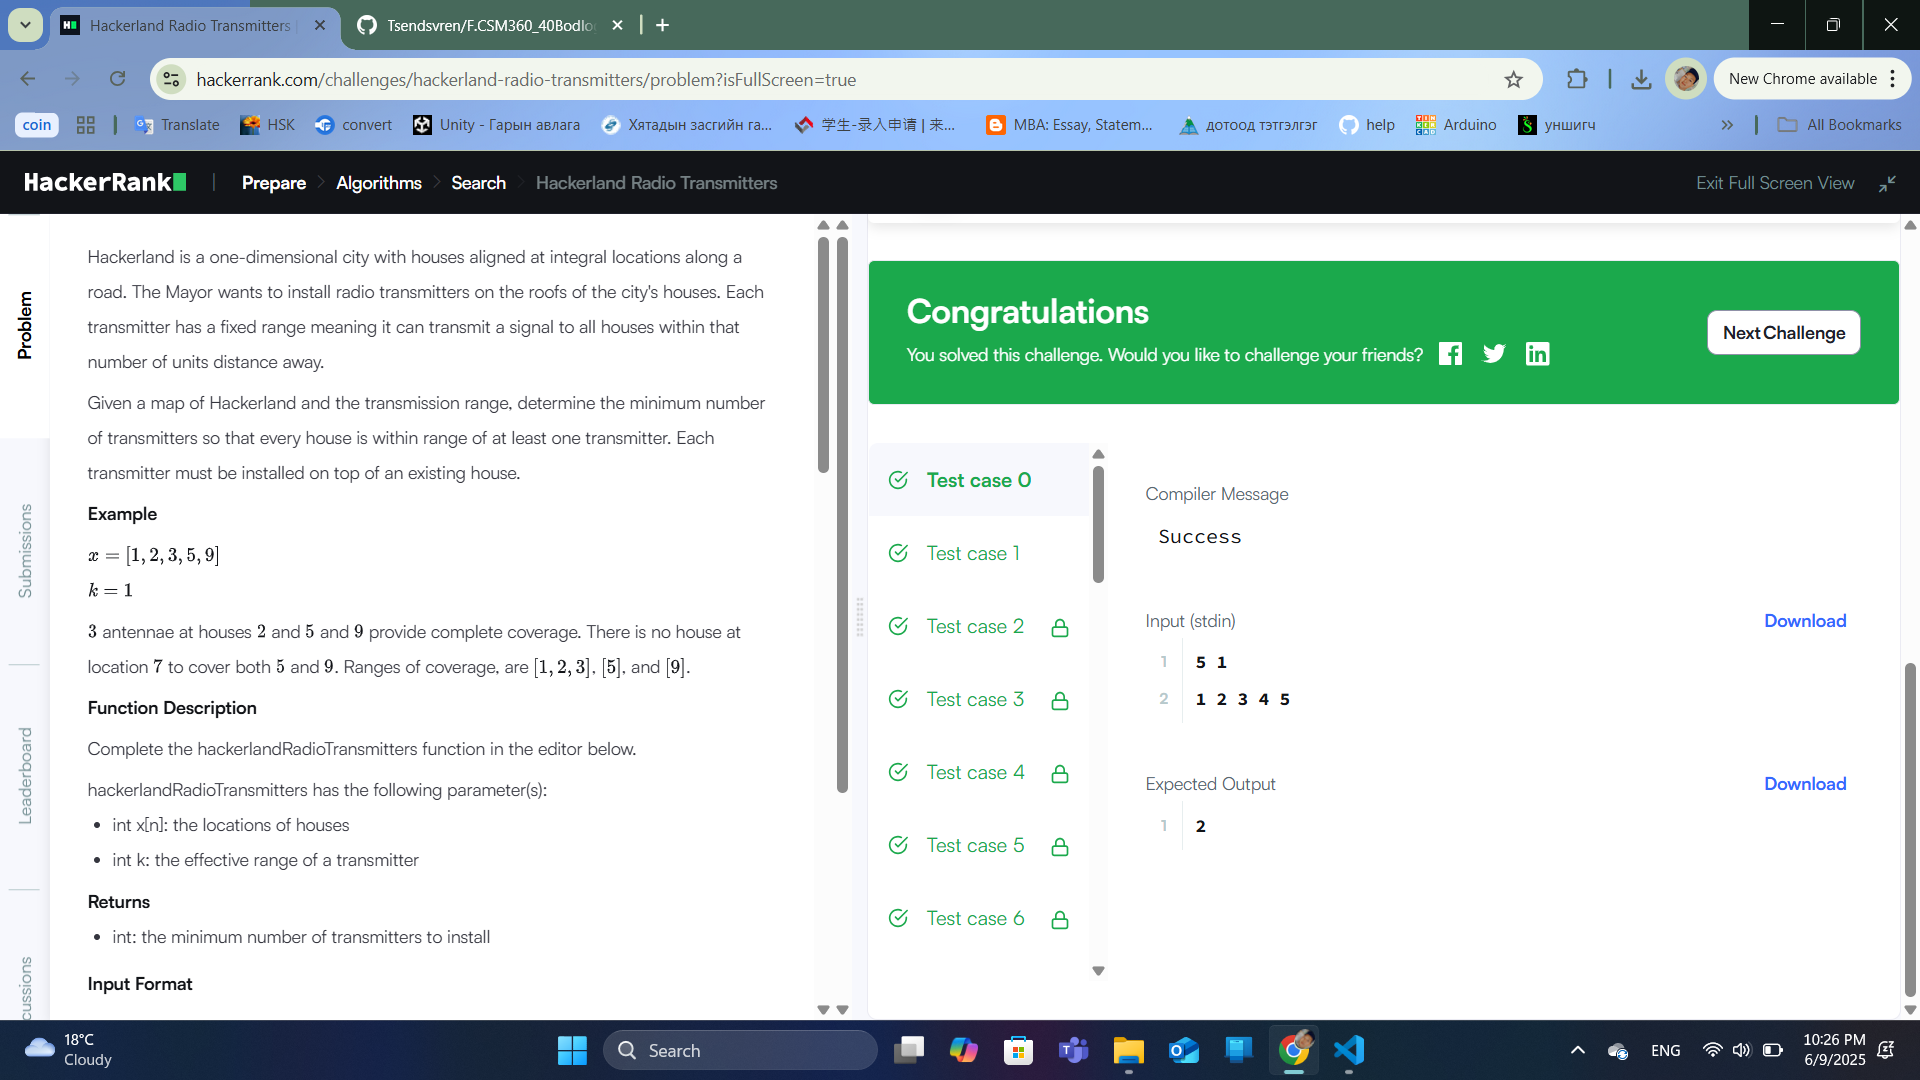 Hackerland Radio Transmitters |
Tsendsvren/F.CSM360_40Bodlo
hackerrank.com/challenges/hackerland-radio-transmitters/problem?isFullScreen=true
New Chrome available
coin
Translate
HSK
convert
Unity - Гарын авлага
Хятадын засгийн га...
学生-录入申请 | 来...
MBA: Essay, Statem...
дотоод тэтгэлгэг
help
Arduino
уншигч
All Bookmarks
HackerRank
Prepare
Algorithms
Search
Hackerland Radio Transmitters
Exit Full Screen View
Problem
Submissions
Leaderboard
cussions
Hackerland is a one-dimensional city with houses aligned at integral locations along a
road. The Mayor wants to install radio transmitters on the roofs of the city's houses. Each
transmitter has a fixed range meaning it can transmit a signal to all houses within that
number of units distance away.
Given a map of Hackerland and the transmission range, determine the minimum number
of transmitters so that every house is within range of at least one transmitter. Each
transmitter must be installed on top of an existing house.
Example
x = [1, 2, 3, 5, 9]
k = 1
3 antennae at houses 2 and 5 and 9 provide complete coverage. There is no house at
location 7 to cover both 5 and 9. Ranges of coverage, are [1, 2, 3], [5], and [9].
Function Description
Complete the hackerlandRadioTransmitters function in the editor below.
hackerlandRadioTransmitters has the following parameter(s):
• int x[n]: the locations of houses
• int k: the effective range of a transmitter
Returns
• int: the minimum number of transmitters to install
Input Format
Congratulations
You solved this challenge. Would you like to challenge your friends?
Next Challenge
Test case 0
Test case 1
Test case 2
Test case 3
Test case 4
Test case 5
Test case 6
Compiler Message
Success
Input (stdin)
Download
1 5 1
2 1 2 3 4 5
Expected Output
Download
1 2
18°C
Cloudy
Search
ENG
10:26 PM
6/9/2025